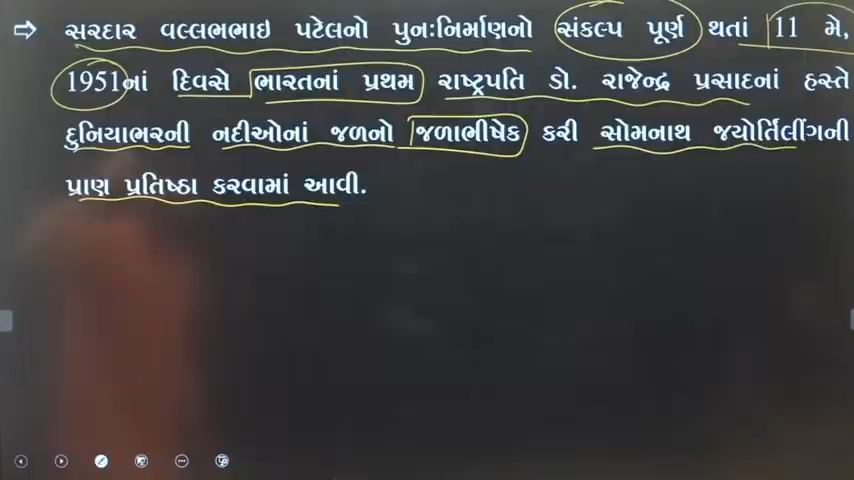 ⇨ સરદાર વલ્લભભાઇ પટેલનો પુનઃનિર્માણનો સંકલ્પ પૂર્ણ થતાં 11 મે,
1951નાં દિવસે ભારતનાં પ્રથમ રાષ્ટ્રપતિ ડો. રાજેન્દ્ર પ્રસાદનાં હસ્તે
દુનિયાભરની નદીઓનાં જળનો જળાભીષેક કરી સોમનાથ જયોર્તિલીંગની
પ્રાણ પ્રતિષ્ઠા કરવામાં આવી.